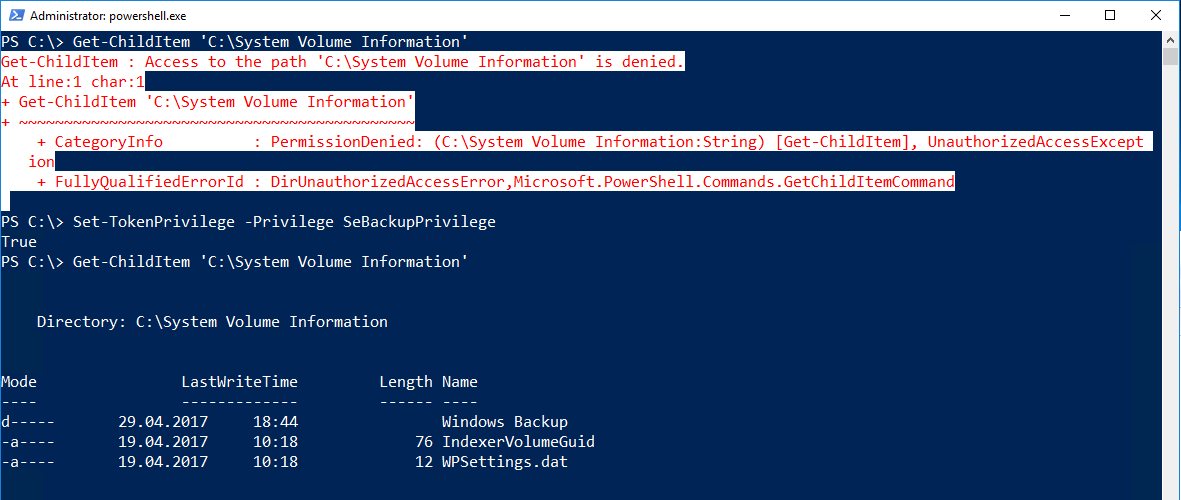 Administrator: powershell.exe
PS C:\> Get-ChildItem 'C:\System Volume Information'
Get-ChildItem : Access to the path 'C:\System Volume Information' is denied.
At line:1 char:1
+ Get-ChildItem 'C:\System Volume Information'
+ ~~~~~~~~~~~~~~~~~~~~~~~~~~~~~~~~~~~~~~~~~~~~
    + CategoryInfo          : PermissionDenied: (C:\System Volume Information:String) [Get-ChildItem], UnauthorizedAccessExcept
   ion
    + FullyQualifiedErrorId : DirUnauthorizedAccessError,Microsoft.PowerShell.Commands.GetChildItemCommand
PS C:\> Set-TokenPrivilege -Privilege SeBackupPrivilege
True
PS C:\> Get-ChildItem 'C:\System Volume Information'
    Directory: C:\System Volume Information
Mode                LastWriteTime         Length Name
----                -------------         ------ ----
d-----       29.04.2017     18:44                Windows Backup
-a----       19.04.2017     10:18             76 IndexerVolumeGuid
-a----       19.04.2017     10:18             12 WPSettings.dat